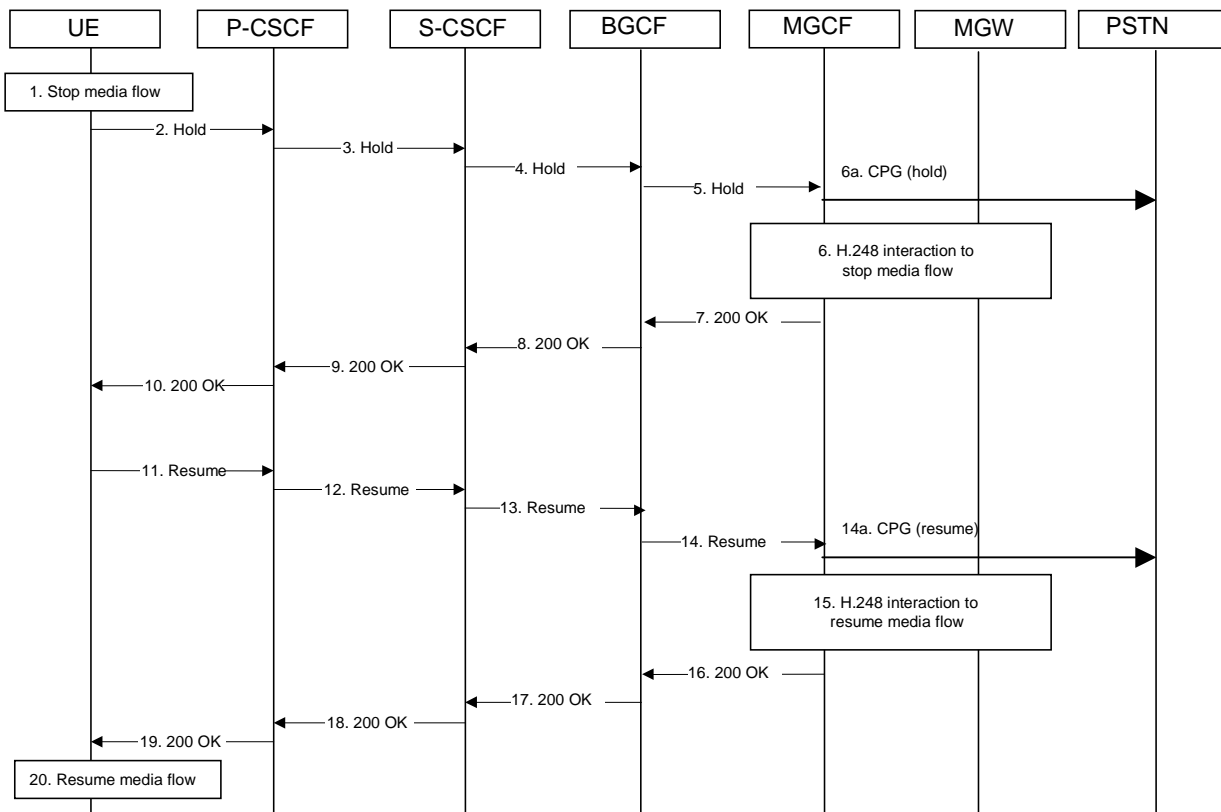 UE
P-CSCF
S-CSCF
BGCF
MGCF
MGW
PSTN
1. Stop media flow
2. Hold
3. Hold
4. Hold
5. Hold
6a. CPG (hold)
6. H.248 interaction to
stop media flow
7. 200 OK
8. 200 OK
9. 200 OK
10. 200 OK
11. Resume
12. Resume
13. Resume
14. Resume
14a. CPG (resume)
15. H.248 interaction to
resume media flow
16. 200 OK
17. 200 OK
18. 200 OK
19. 200 OK
20. Resume media flow